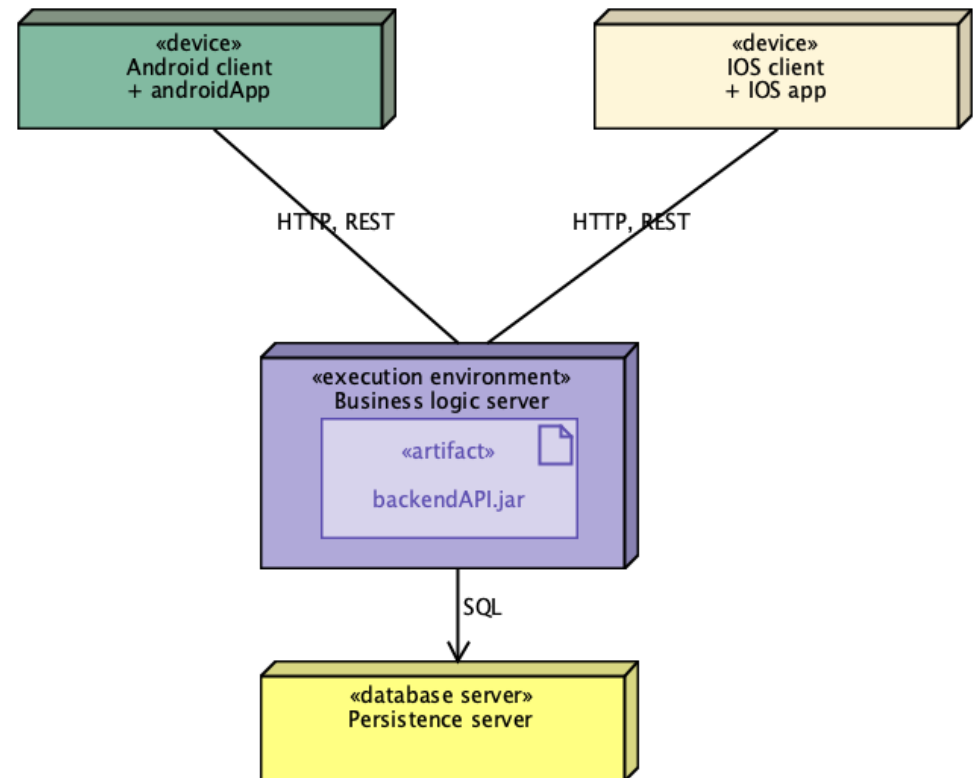 «device»
Android client
+ androidApp
«device»
IOS client
+ IOS app
HTTP, REST
HTTP, REST
«execution environment»
Business logic server
«artifact»
backendAPI.jar
SQL
«database server»
Persistence server